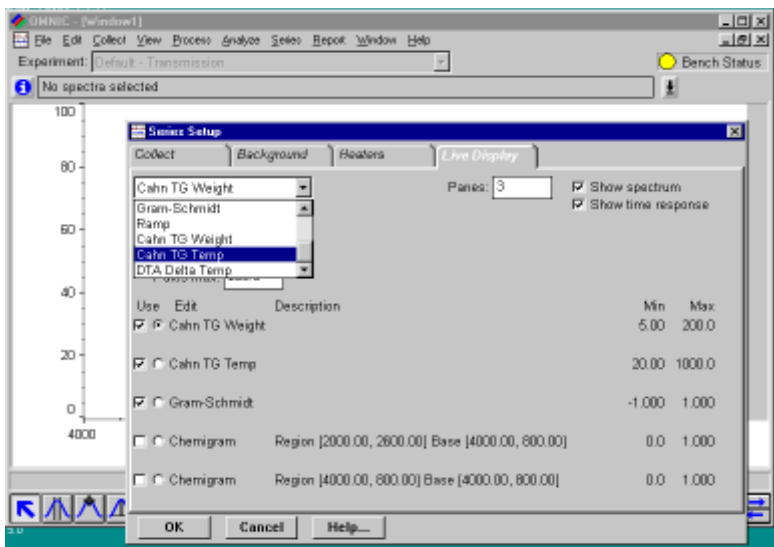 OMNIC - [Window1]
File Edit Collect View Process Analyze Series Report Window Help
Experiment: Default - Transmission
Bench Status
No spectra selected
100
80
60
40
20
0
4000
Series Setup
Collect Background Heaters Live Display
Cahn TG Weight
Panes: 3
Show spectrum
Show time response
Gram-Schmidt
Ramp
Cahn TG Weight
Cahn TG Temp
DTA Delta Temp
Use Edit Description Min Max
Cahn TG Weight 5.00 200.0
Cahn TG Temp 20.00 1000.0
Gram-Schmidt -1.000 1.000
Chemigram Region [2000.00, 2600.00] Base [4000.00, 800.00] 0.0 1.000
Chemigram Region [4000.00, 800.00] Base [4000.00, 800.00] 0.0 1.000
OK Cancel Help...